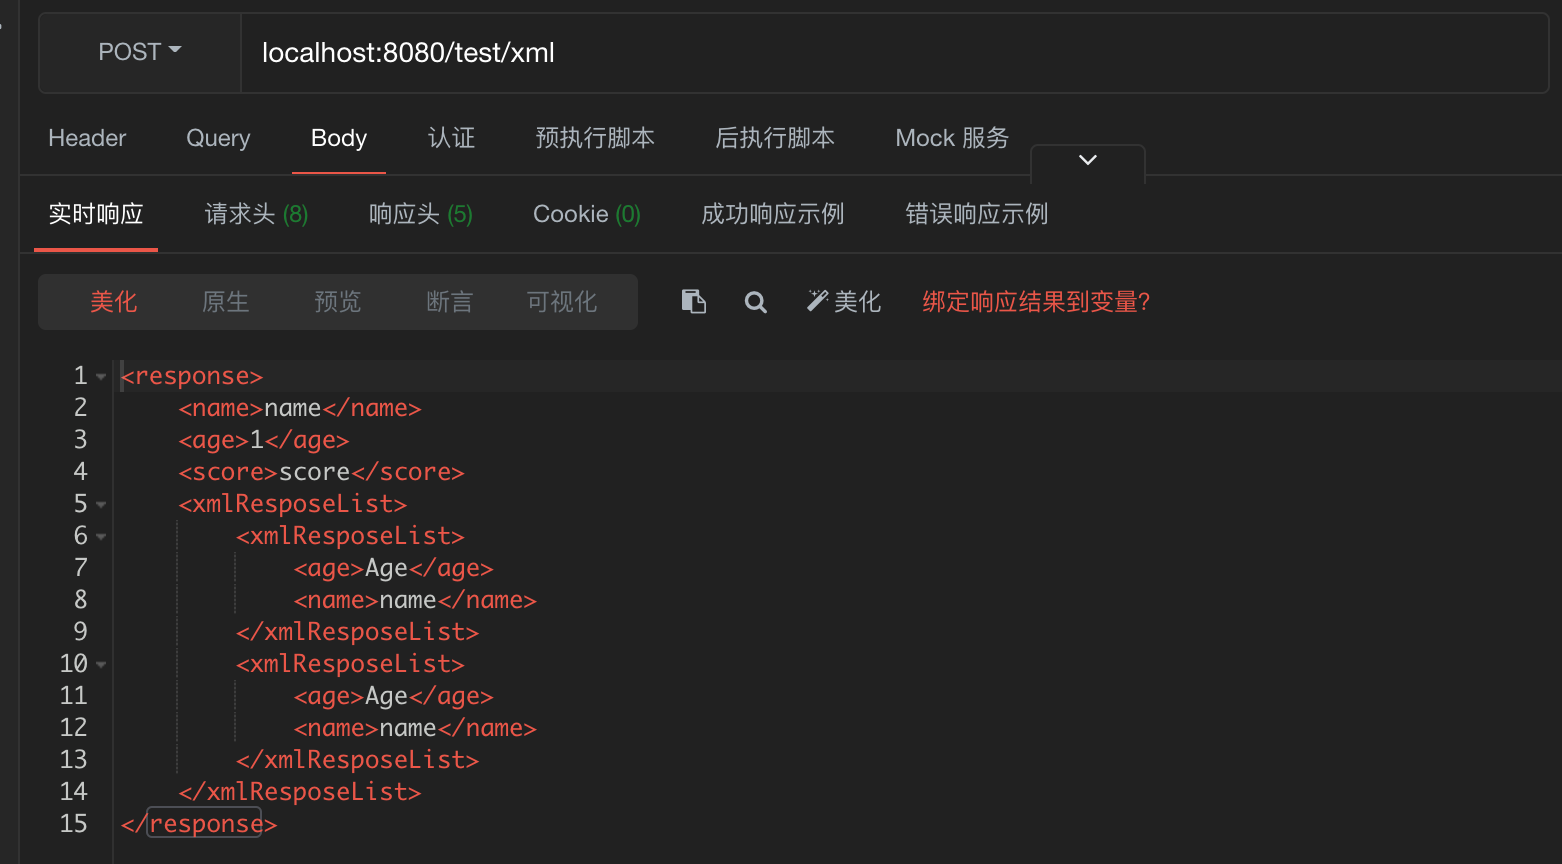 POST localhost:8080/test/xml
Header Query Body 认证 预执行脚本 后执行脚本 Mock 服务
实时响应 请求头 (8) 响应头 (5) Cookie (0) 成功响应示例 错误响应示例
美化 原生 预览 断言 可视化 美化 绑定响应结果到变量?
1 <response>
2 <name>name</name>
3 <age>1</age>
4 <score>score</score>
5 <xmlResposeList>
6 <xmlResposeList>
7 <age>Age</age>
8 <name>name</name>
9 </xmlResposeList>
10 <xmlResposeList>
11 <age>Age</age>
12 <name>name</name>
13 </xmlResposeList>
14 </xmlResposeList>
15 </response>